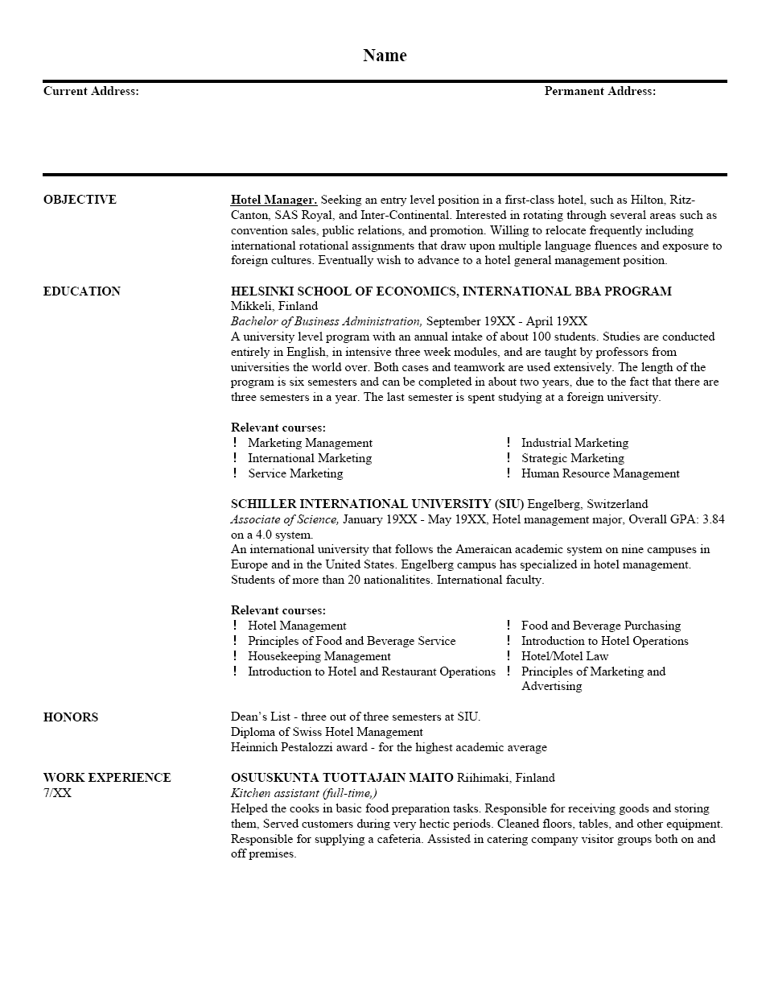 Name
Current Address: Permanent Address:
OBJECTIVE Hotel Manager. Seeking an entry level position in a first-class hotel, such as Hilton, Ritz-
Canton, SAS Royal, and Inter-Continental. Interested in rotating through several areas such as
convention sales, public relations, and promotion. Willing to relocate frequently including
international rotational assignments that draw upon multiple language fluences and exposure to
foreign cultures. Eventually wish to advance to a hotel general management position.
EDUCATION HELSINKI SCHOOL OF ECONOMICS, INTERNATIONAL BBA PROGRAM
Mikkeli, Finland
Bachelor of Business Administration, September 19XX - April 19XX
A university level program with an annual intake of about 100 students. Studies are conducted
entirely in English, in intensive three week modules, and are taught by professors from
universities the world over. Both cases and teamwork are used extensively. The length of the
program is six semesters and can be completed in about two years, due to the fact that there are
three semesters in a year. The last semester is spent studying at a foreign university.
Relevant courses:
! Marketing Management ! Industrial Marketing
! International Marketing ! Strategic Marketing
! Service Marketing ! Human Resource Management
SCHILLER INTERNATIONAL UNIVERSITY (SIU) Engelberg, Switzerland
Associate of Science, January 19XX - May 19XX, Hotel management major, Overall GPA: 3.84
on a 4.0 system.
An international university that follows the Ameraican academic system on nine campuses in
Europe and in the United States. Engelberg campus has specialized in hotel management.
Students of more than 20 nationalitites. International faculty.
Relevant courses:
! Hotel Management ! Food and Beverage Purchasing
! Principles of Food and Beverage Service ! Introduction to Hotel Operations
! Housekeeping Management ! Hotel/Motel Law
! Introduction to Hotel and Restaurant Operations ! Principles of Marketing and
Advertising
HONORS Dean's List - three out of three semesters at SIU.
Diploma of Swiss Hotel Management
Heinnich Pestalozzi award - for the highest academic average
WORK EXPERIENCE OSUUSKUNTA TUOTTAJAIN MAITO Riihimaki, Finland
7/XX Kitchen assistant (full-time,)
Helped the cooks in basic food preparation tasks. Responsible for receiving goods and storing
them, Served customers during very hectic periods. Cleaned floors, tables, and other equipment.
Responsible for supplying a cafeteria. Assisted in catering company visitor groups both on and
off premises.